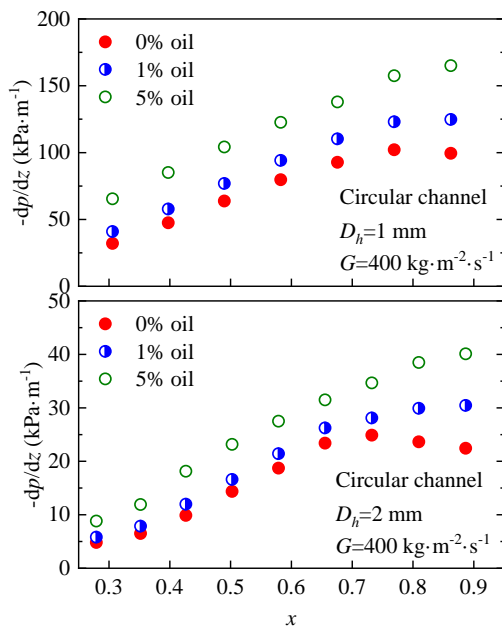 200
150
100
50
0
-dp/dz (kPa·m⁻¹)
0% oil
1% oil
5% oil
Circular channel
Dₕ=1 mm
G=400 kg·m⁻²·s⁻¹
50
40
30
20
10
0
-dp/dz (kPa·m⁻¹)
0% oil
1% oil
5% oil
Circular channel
Dₕ=2 mm
G=400 kg·m⁻²·s⁻¹
0.3 0.4 0.5 0.6 0.7 0.8 0.9
x